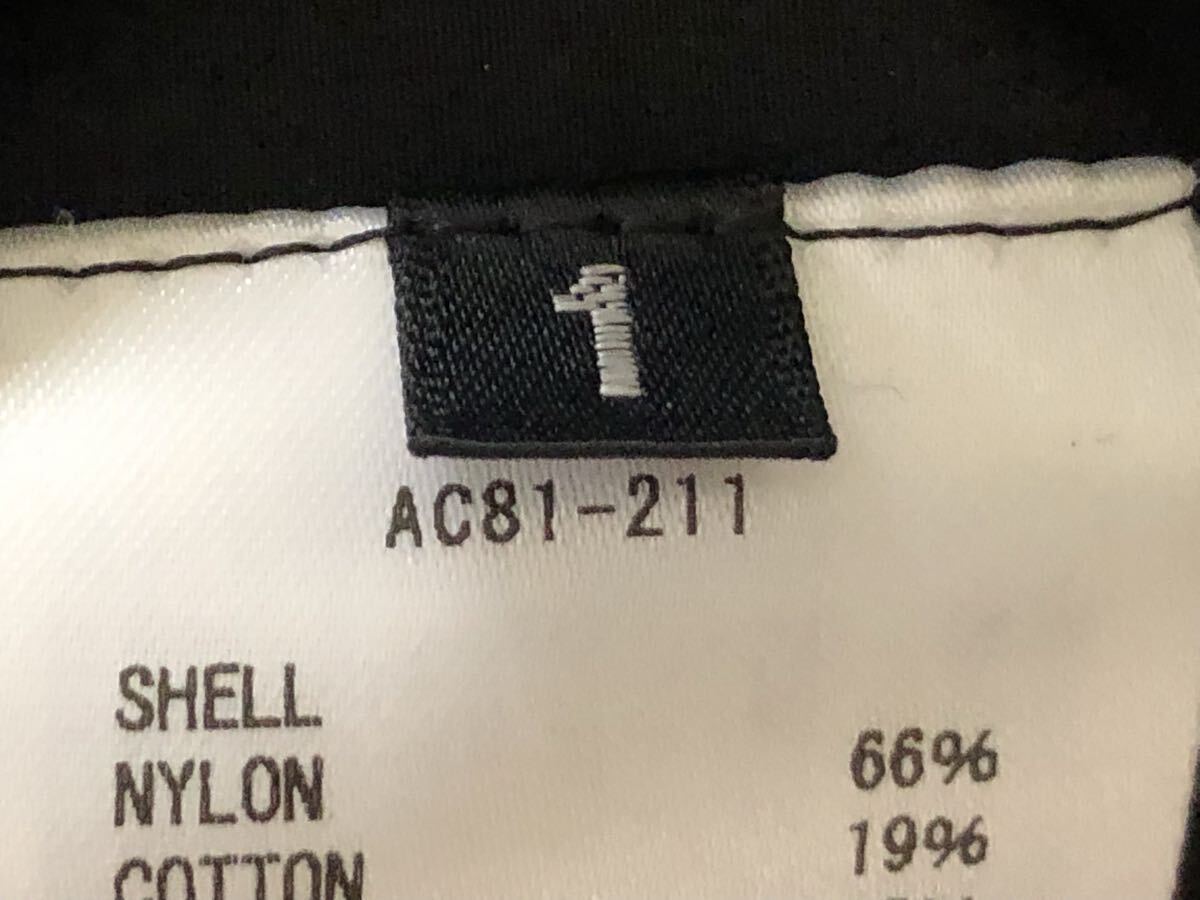 1
AC81-211
SHELL
NYLON 66%
COTTON 19%